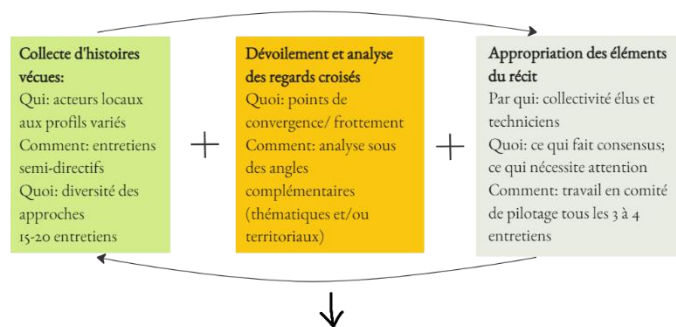 Collecte d'histoires
vécues:
Qui: acteurs locaux
aux profils variés
Comment: entretiens
semi-directifs
Quoi: diversité des
approches
15-20 entretiens
+
Dévoilement et analyse
des regards croisés
Quoi: points de
convergence/ frottement
Comment: analyse sous
des angles
complémentaires
(thématiques et/ou
territoriaux)
+
Appropriation des éléments
du récit
Par qui: collectivité élus et
techniciens
Quoi: ce qui fait consensus;
ce qui nécessite attention
Comment: travail en comité
de pilotage tous les 3 à 4
entretiens